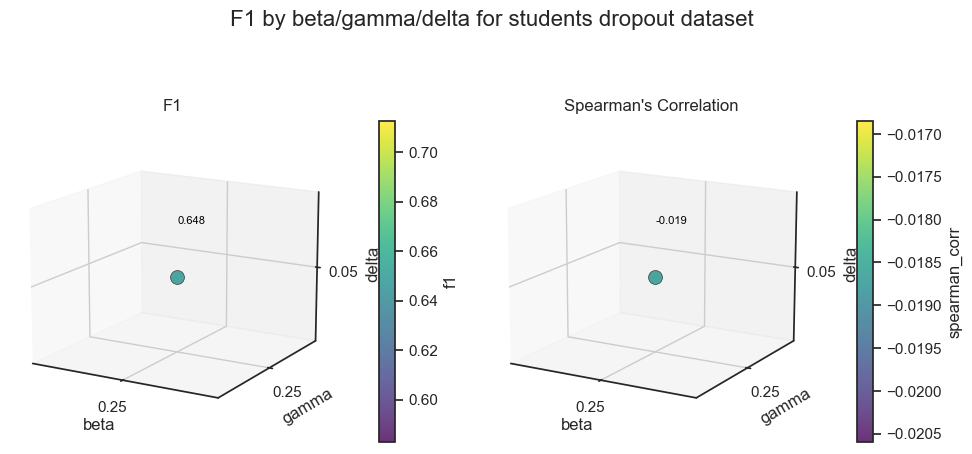 F1 by beta/gamma/delta for students dropout dataset
F1
0.648
0.05
delta
0.25
beta
0.25
gamma
0.70
0.68
0.66
0.64
0.62
0.60
f1
Spearman's Correlation
-0.019
0.05
delta
0.25
beta
0.25
gamma
−0.0170
−0.0175
−0.0180
−0.0185
−0.0190
−0.0195
−0.0200
−0.0205
spearman_corr